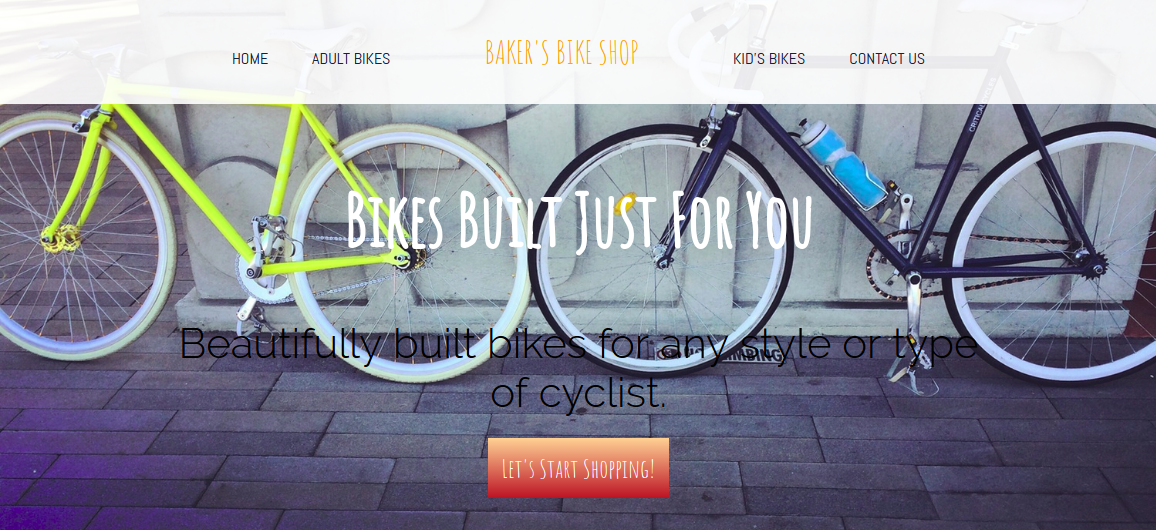 HOME ADULT BIKES BAKER'S BIKE SHOP KID'S BIKES CONTACT US
CRITICAL
Bikes Built Just For You
Beautifully built bikes for any style or type
of cyclist.
Let's Start Shopping!